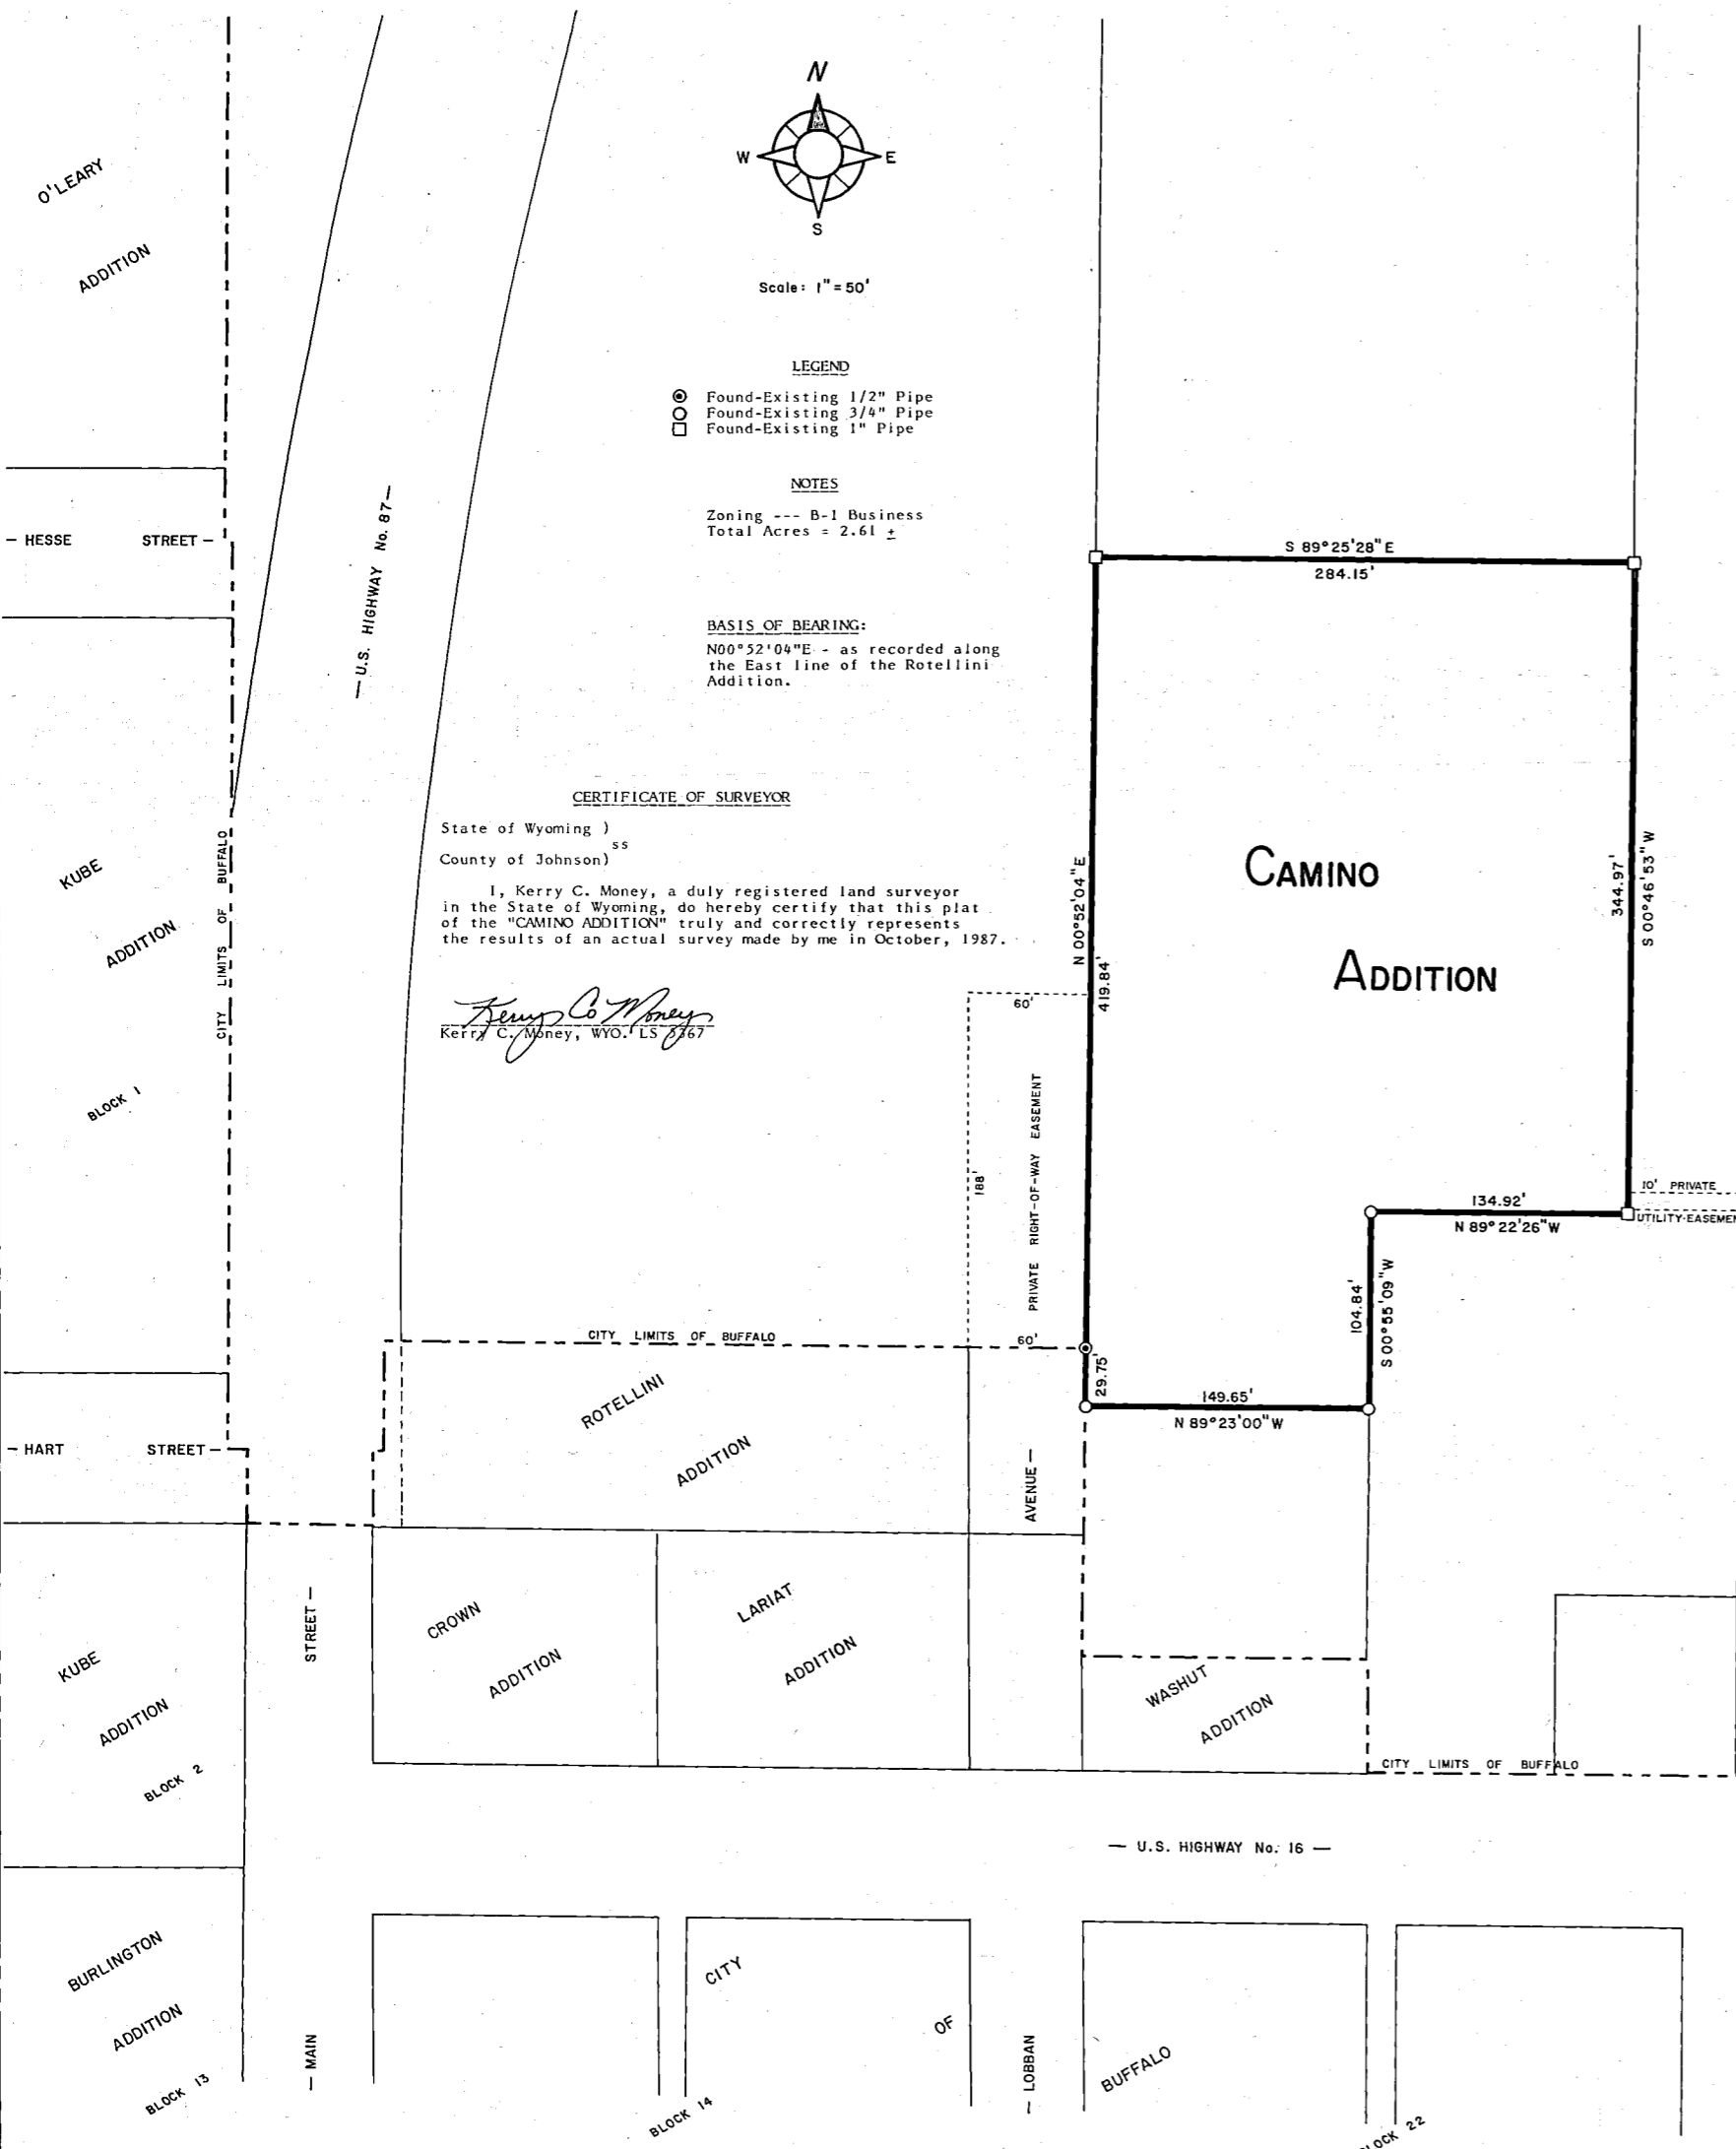 N
W
E
S
Scale: 1" = 50'
LEGEND
Found-Existing 1/2" Pipe
Found-Existing 3/4" Pipe
Found-Existing 1" Pipe
NOTES
Zoning --- B-1 Business
Total Acres = 2.61 ±
BASIS OF BEARING:
N00°52'04"E - as recorded along
the East line of the Rotellini
Addition.
CERTIFICATE OF SURVEYOR
State of Wyoming )
ss
County of Johnson)
I, Kerry C. Money, a duly registered land surveyor
in the State of Wyoming, do hereby certify that this plat
of the "CAMINO ADDITION" truly and correctly represents
the results of an actual survey made by me in October, 1987.
Kerry C. Money
Kerry C. Money, WYO. LS 5367
O'LEARY
ADDITION
— HESSE STREET —
— U.S. HIGHWAY No. 87 —
KUBE
ADDITION
BLOCK 1
CITY LIMITS OF BUFFALO
— HART STREET —
S 89°25'28" E
284.15'
N 00°52'04" E
419.84'
CAMINO
ADDITION
344.97'
S 00°46'53" W
60'
188'
PRIVATE RIGHT-OF-WAY EASEMENT
60'
10' PRIVATE
134.92'
N 89°22'26" W
104.84'
S 00°55'09" W
29.75'
149.65'
N 89°23'00" W
CITY LIMITS OF BUFFALO
ROTELLINI
ADDITION
AVENUE —
STREET —
CROWN
ADDITION
LARIAT
ADDITION
WASHUT
ADDITION
CITY LIMITS OF BUFFALO
KUBE
ADDITION
BLOCK 2
— U.S. HIGHWAY No. 16 —
BURLINGTON
ADDITION
BLOCK 13
— MAIN
CITY
OF
BUFFALO
— LOBBAN
BLOCK 14
22